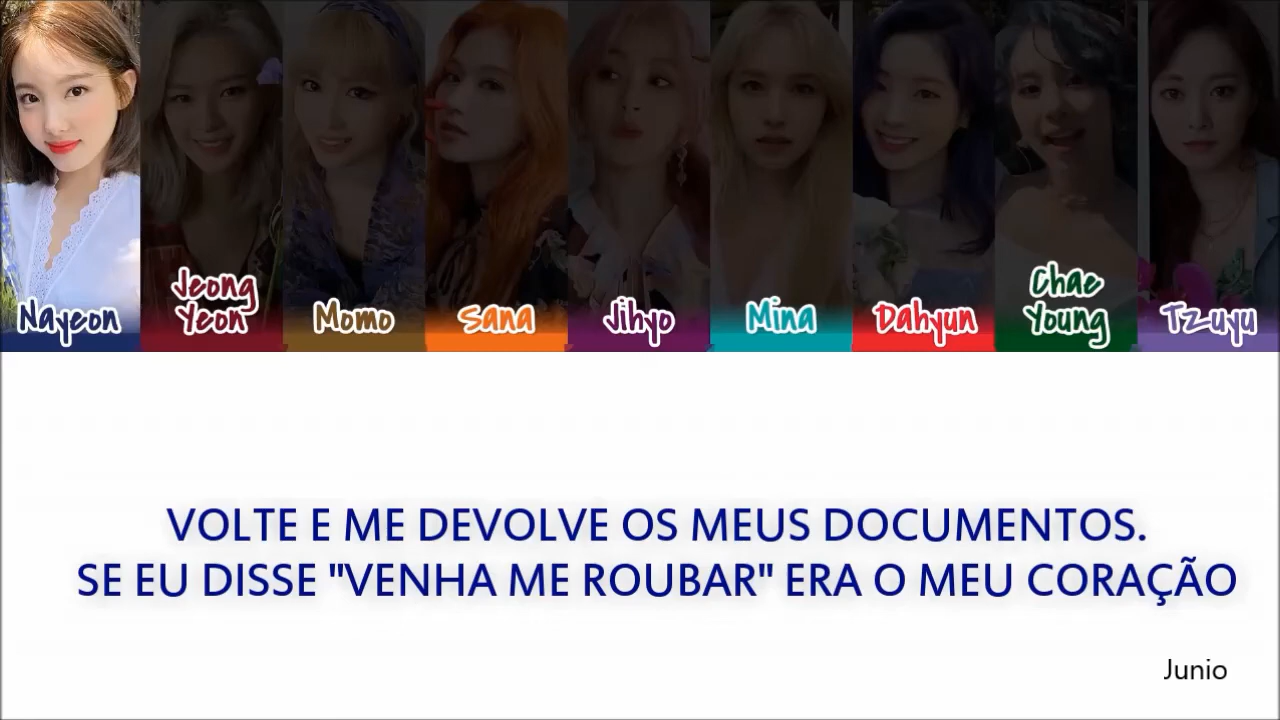 Nayeon
Jeong
Yeon
Momo
Sana
Jihyo
Mina
Dahyun
Chae
Young
TZuyu
VOLTE E ME DEVOLVE OS MEUS DOCUMENTOS.
SE EU DISSE "VENHA ME ROUBAR" ERA O MEU CORAÇÃO
Junio